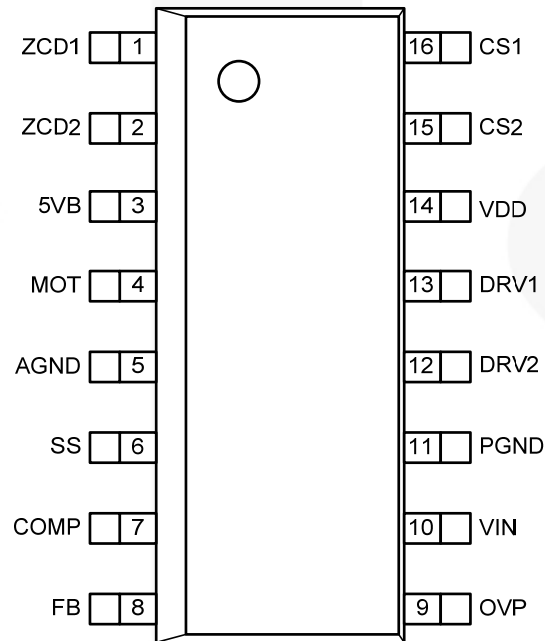 ZCD1 1 16 CS1
ZCD2 2 15 CS2
5VB 3 14 VDD
MOT 4 13 DRV1
AGND 5 12 DRV2
SS 6 11 PGND
COMP 7 10 VIN
FB 8 9 OVP